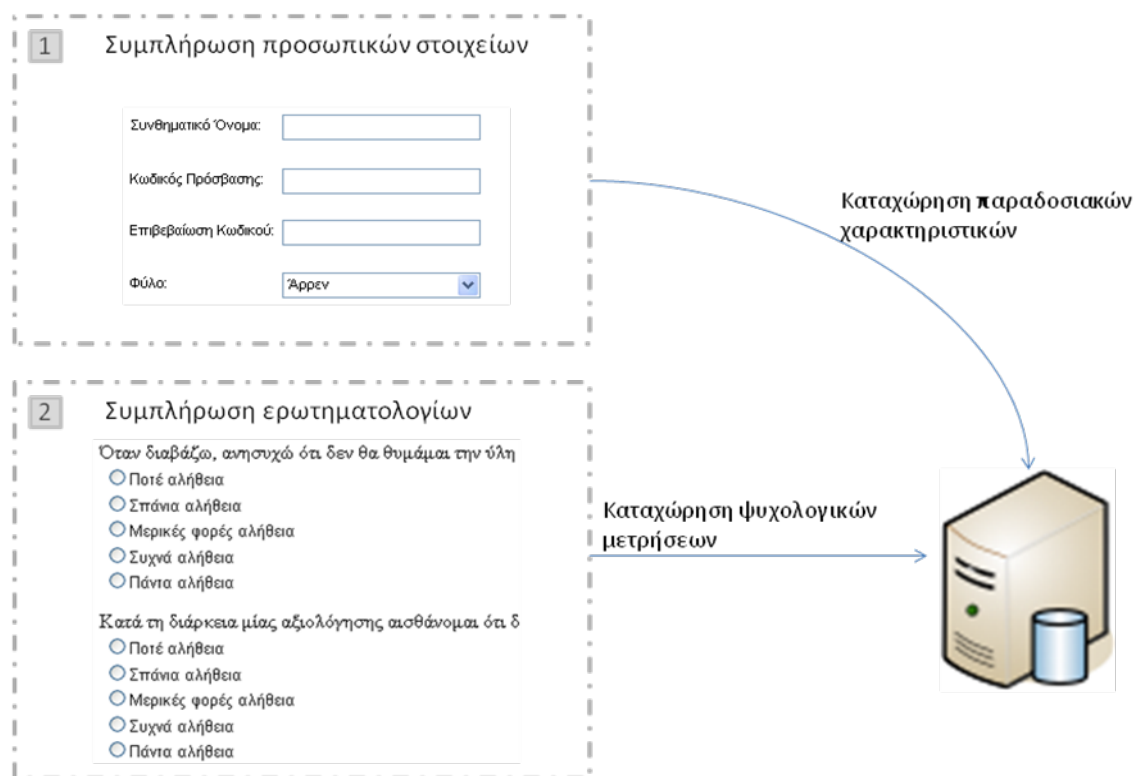 1 Συμπλήρωση προσωπικών στοιχείων
Συνθηματικό Όνομα:
Κωδικός Πρόσβασης:
Επιβεβαίωση Κωδικού:
Φύλο: Άρρεν
Καταχώρηση παραδοσιακών
χαρακτηριστικών
2 Συμπλήρωση ερωτηματολογίων
Όταν διαβάζω, ανησυχώ ότι δεν θα θυμάμαι την ύλη
Ποτέ αλήθεια
Σπάνια αλήθεια
Μερικές φορές αλήθεια
Συχνά αλήθεια
Πάντα αλήθεια
Κατά τη διάρκεια μίας αξιολόγησης αισθάνομαι ότι δ
Ποτέ αλήθεια
Σπάνια αλήθεια
Μερικές φορές αλήθεια
Συχνά αλήθεια
Πάντα αλήθεια
Καταχώρηση ψυχολογικών
μετρήσεων